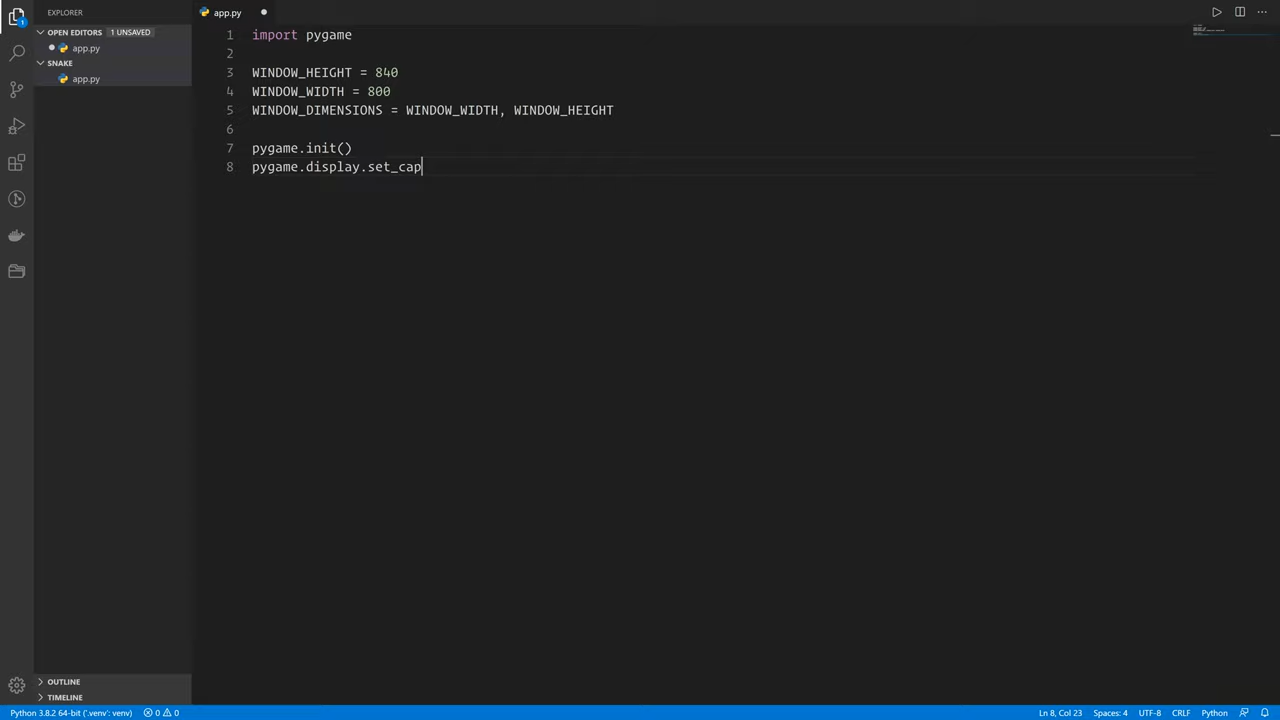 EXPLORER
app.py
OPEN EDITORS 1 UNSAVED
app.py
SNAKE
app.py
1
1 import pygame
2
3 WINDOW_HEIGHT = 840
4 WINDOW_WIDTH = 800
5 WINDOW_DIMENSIONS = WINDOW_WIDTH, WINDOW_HEIGHT
6
7 pygame.init()
8 pygame.display.set_cap
OUTLINE
TIMELINE
Python 3.8.2 64-bit ('.venv': venv) 0 0 Ln 8, Col 23 Spaces: 4 UTF-8 CRLF Python